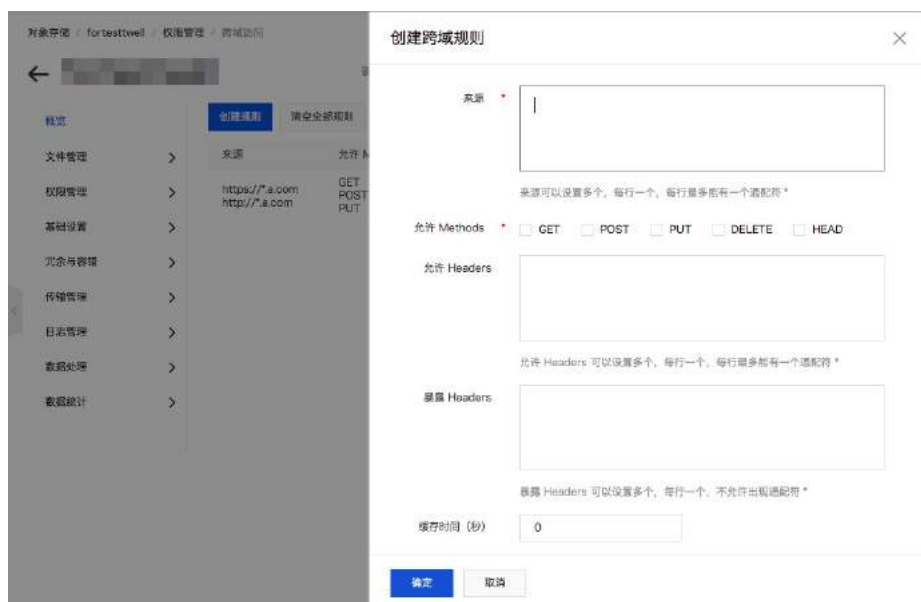 对象存储 / fortesttwell / 权限管理 / 跨域访问
创建跨域规则
概览
文件管理
权限管理
基础设置
冗余与容错
传输管理
日志管理
数据处理
数据统计
创建规则
清空全部规则
来源
允许 M
https://*.a.com
http://*.a.com
GET
POST
PUT
来源 *
来源可以设置多个，每行一个，每行最多能有一个通配符 *
允许 Methods * GET POST PUT DELETE HEAD
允许 Headers
允许 Headers 可以设置多个，每行一个，每行最多能有一个通配符 *
暴露 Headers
暴露 Headers 可以设置多个，每行一个，不允许出现通配符 *
缓存时间（秒） 0
确定 取消